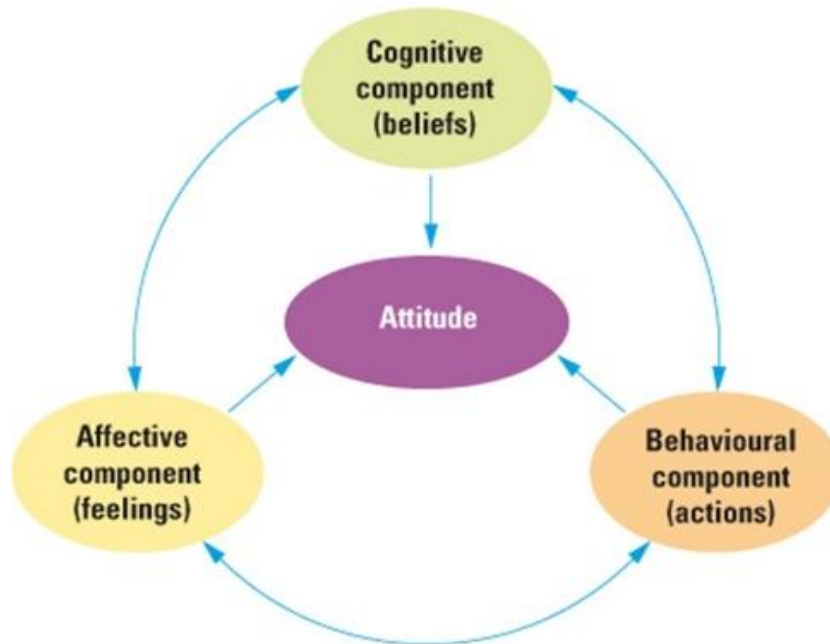 Cognitive
component
(beliefs)
Attitude
Affective
component
(feelings)
Behavioural
component
(actions)